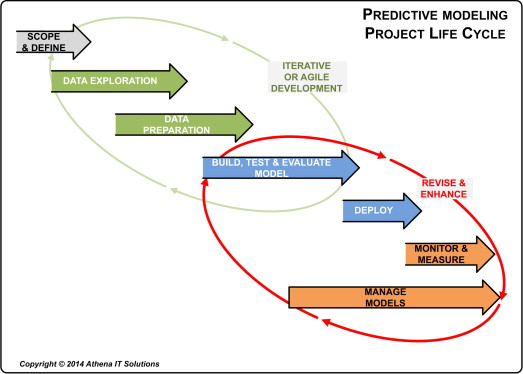 PREDICTIVE MODELING
PROJECT LIFE CYCLE
SCOPE
& DEFINE
ITERATIVE
OR AGILE
DEVELOPMENT
DATA EXPLORATION
DATA
PREPARATION
BUILD, TEST & EVALUATE
MODEL
REVISE &
ENHANCE
DEPLOY
MONITOR &
MEASURE
MANAGE
MODELS
Copyright © 2014 Athena IT Solutions